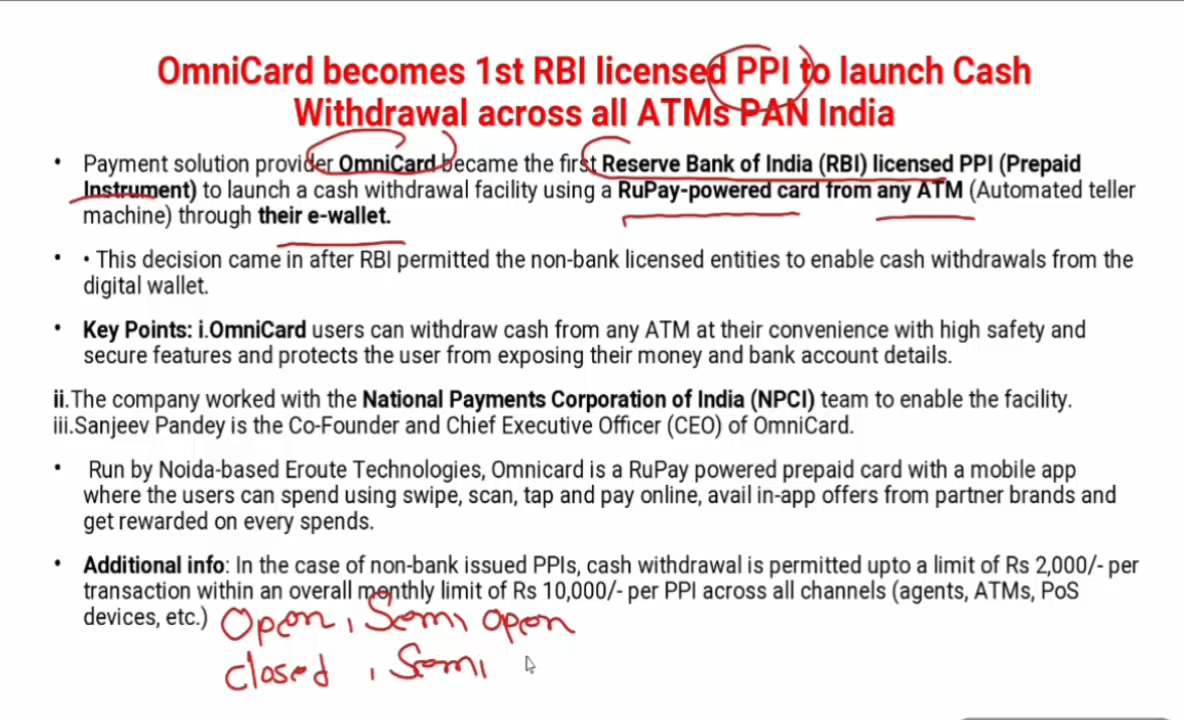 OmniCard becomes 1st RBI licensed PPI to launch Cash
Withdrawal across all ATMs PAN India
• Payment solution provider OmniCard became the first Reserve Bank of India (RBI) licensed PPI (Prepaid
Instrument) to launch a cash withdrawal facility using a RuPay-powered card from any ATM (Automated teller
machine) through their e-wallet.
• • This decision came in after RBI permitted the non-bank licensed entities to enable cash withdrawals from the
digital wallet.
• Key Points: i.OmniCard users can withdraw cash from any ATM at their convenience with high safety and
secure features and protects the user from exposing their money and bank account details.
ii.The company worked with the National Payments Corporation of India (NPCI) team to enable the facility.
iii.Sanjeev Pandey is the Co-Founder and Chief Executive Officer (CEO) of OmniCard.
• Run by Noida-based Eroute Technologies, Omnicard is a RuPay powered prepaid card with a mobile app
where the users can spend using swipe, scan, tap and pay online, avail in-app offers from partner brands and
get rewarded on every spends.
• Additional info: In the case of non-bank issued PPIs, cash withdrawal is permitted upto a limit of Rs 2,000/- per
transaction within an overall monthly limit of Rs 10,000/- per PPI across all channels (agents, ATMs, PoS
devices, etc.) Open, Semi open
closed, Semi